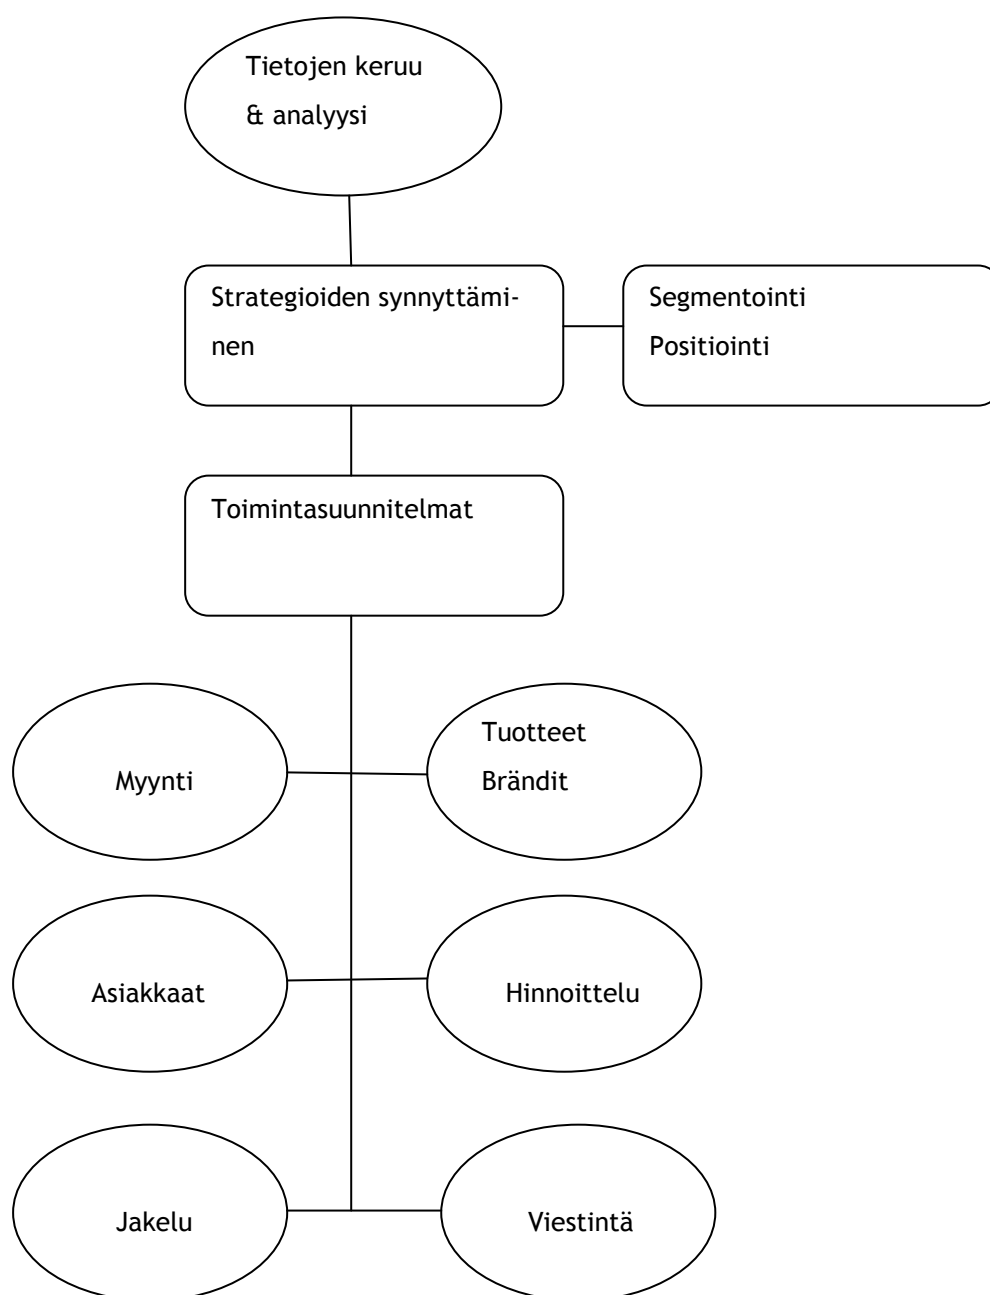 Tietojen keruu
& analyysi
Strategioiden synnyttämi-
nen
Segmentointi
Positiointi
Toimintasuunnitelmat
Myynti
Tuotteet
Brändit
Asiakkaat
Hinnoittelu
Jakelu
Viestintä